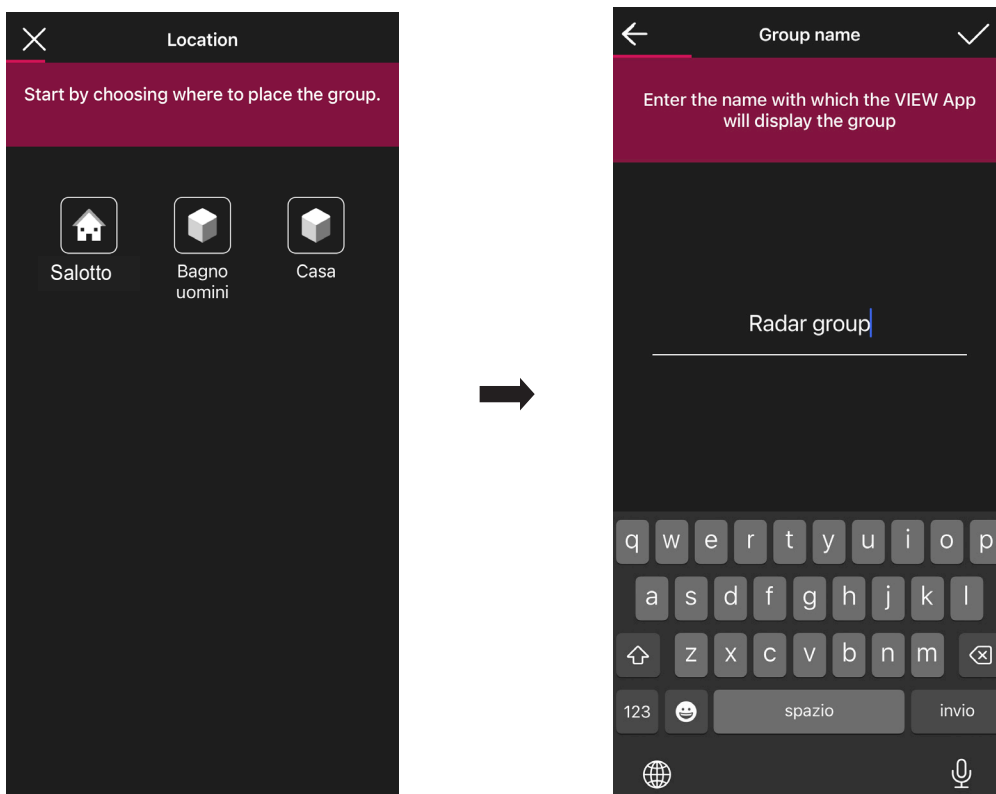 Location
Start by choosing where to place the group.
Salotto
Bagno
uomini
Casa
Group name
Enter the name with which the VIEW App
will display the group
Radar group
q w e r t y u i o p
a s d f g h j k l
z x c v b n m
123 spazio invio